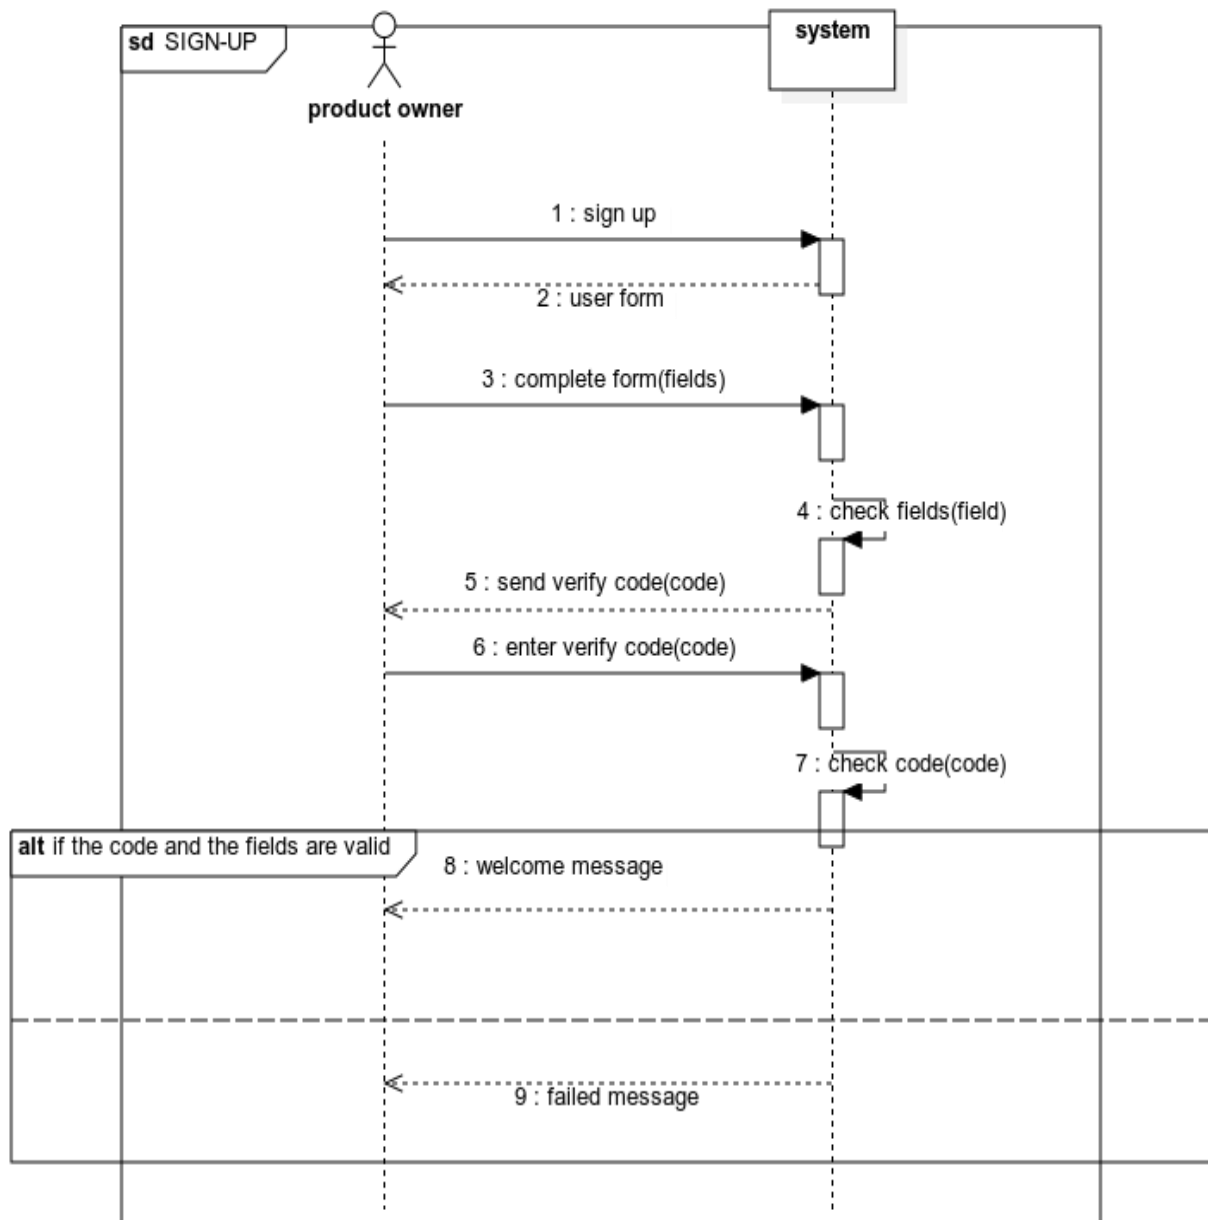 sd SIGN-UP
system
product owner
1 : sign up
2 : user form
3 : complete form(fields)
4 : check fields(field)
5 : send verify code(code)
6 : enter verify code(code)
7 : check code(code)
alt if the code and the fields are valid
8 : welcome message
9 : failed message